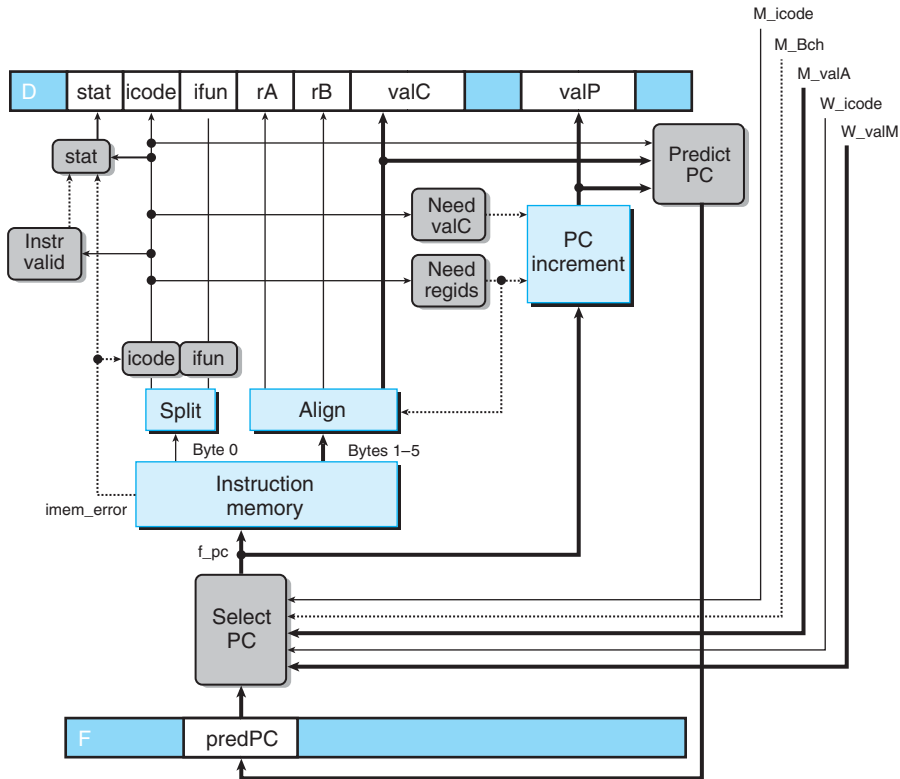 M_icode
M_Bch
M_valA
W_icode
W_valM
D stat icode ifun rA rB valC valP
stat
Predict
PC
Need
valC
Instr
valid
PC
increment
Need
regids
icode ifun
Split
Align
Byte 0
Bytes 1–5
Instruction
memory
imem_error
f_pc
Select
PC
F predPC